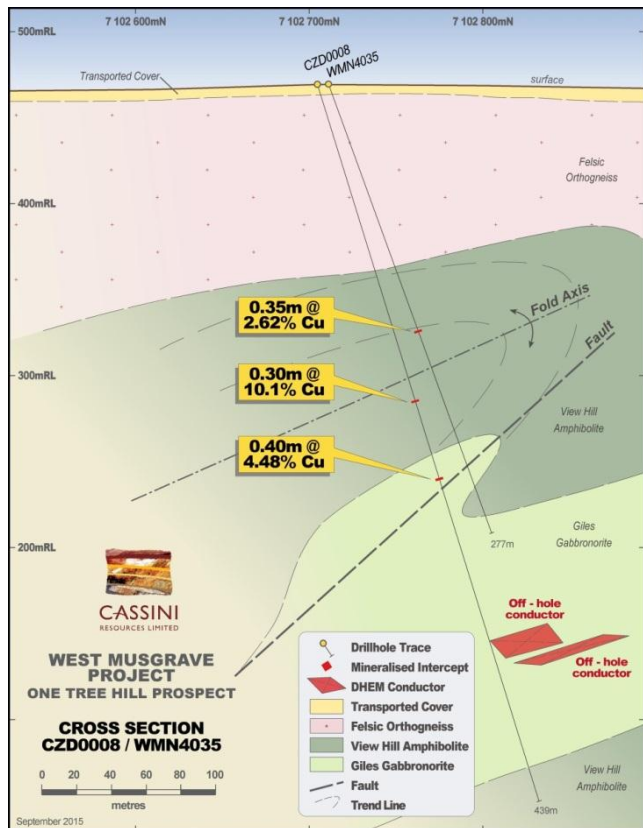 7 102 600mN
7 102 700mN
7 102 800mN
500mRL
CZD0008
WMN4035
Transported Cover
surface
Felsic
Orthogneiss
400mRL
0.35m @
2.62% Cu
Fold Axis
Fault
300mRL
0.30m @
10.1% Cu
View Hill
Amphibolite
0.40m @
4.48% Cu
Giles
Gabbronorite
200mRL
277m
CASSINI
RESOURCES LIMITED
Off - hole
conductor
Off - hole
conductor
WEST MUSGRAVE
PROJECT
ONE TREE HILL PROSPECT
CROSS SECTION
CZD0008 / WMN4035
0 20 40 60 80 100
metres
September 2015
Drillhole Trace
Mineralised Intercept
DHEM Conductor
Transported Cover
Felsic Orthogneiss
View Hill Amphibolite
Giles Gabbronorite
Fault
Trend Line
View Hill
Amphibolite
439m